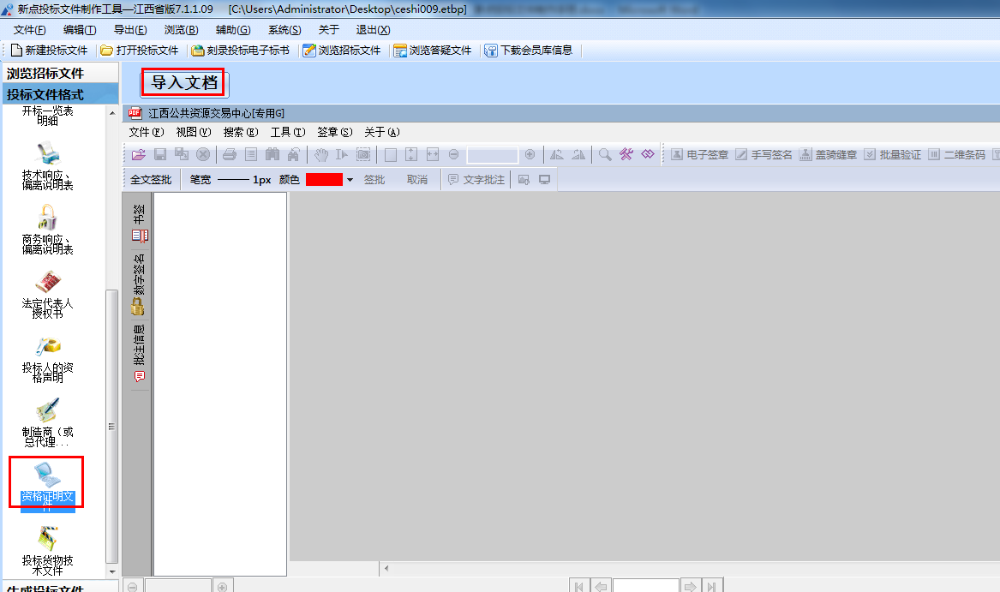 新点投标文件制作工具—江西省版7.1.1.09 [C:\Users\Administrator\Desktop\ceshi009.etbp]
文件(F) 编辑(T) 导出(E) 浏览(B) 辅助(G) 系统(S) 关于 退出(X)
新建投标文件 打开投标文件 刻录投标电子标书 浏览招标文件 浏览答疑文件 下载会员库信息
浏览招标文件
投标文件格式
开标一览表
明细
技术响应、
偏离说明表
商务响应、
偏离说明表
法定代表人
授权书
投标人的资
格声明
制造商（或
总代理...
资格证明文
件
投标货物技
术文件
生成投标文件
导入文档
PDF
江西公共资源交易中心[专用G]
文件(F) 视图(V) 搜索(E) 工具(T) 签章(S) 关于(A)
电子签章 手写签名 盖骑缝章 批量验证 二维条码
全文签批 笔宽 1px 颜色 签批 取消 文字批注
书签
数字签名
批注信息